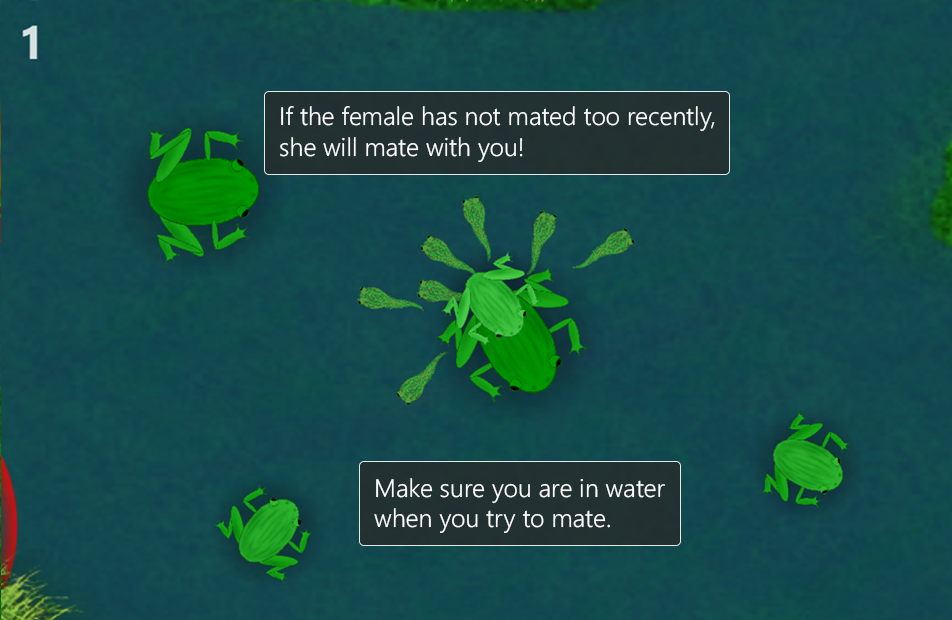 1
If the female has not mated too recently,
she will mate with you!
Make sure you are in water
when you try to mate.